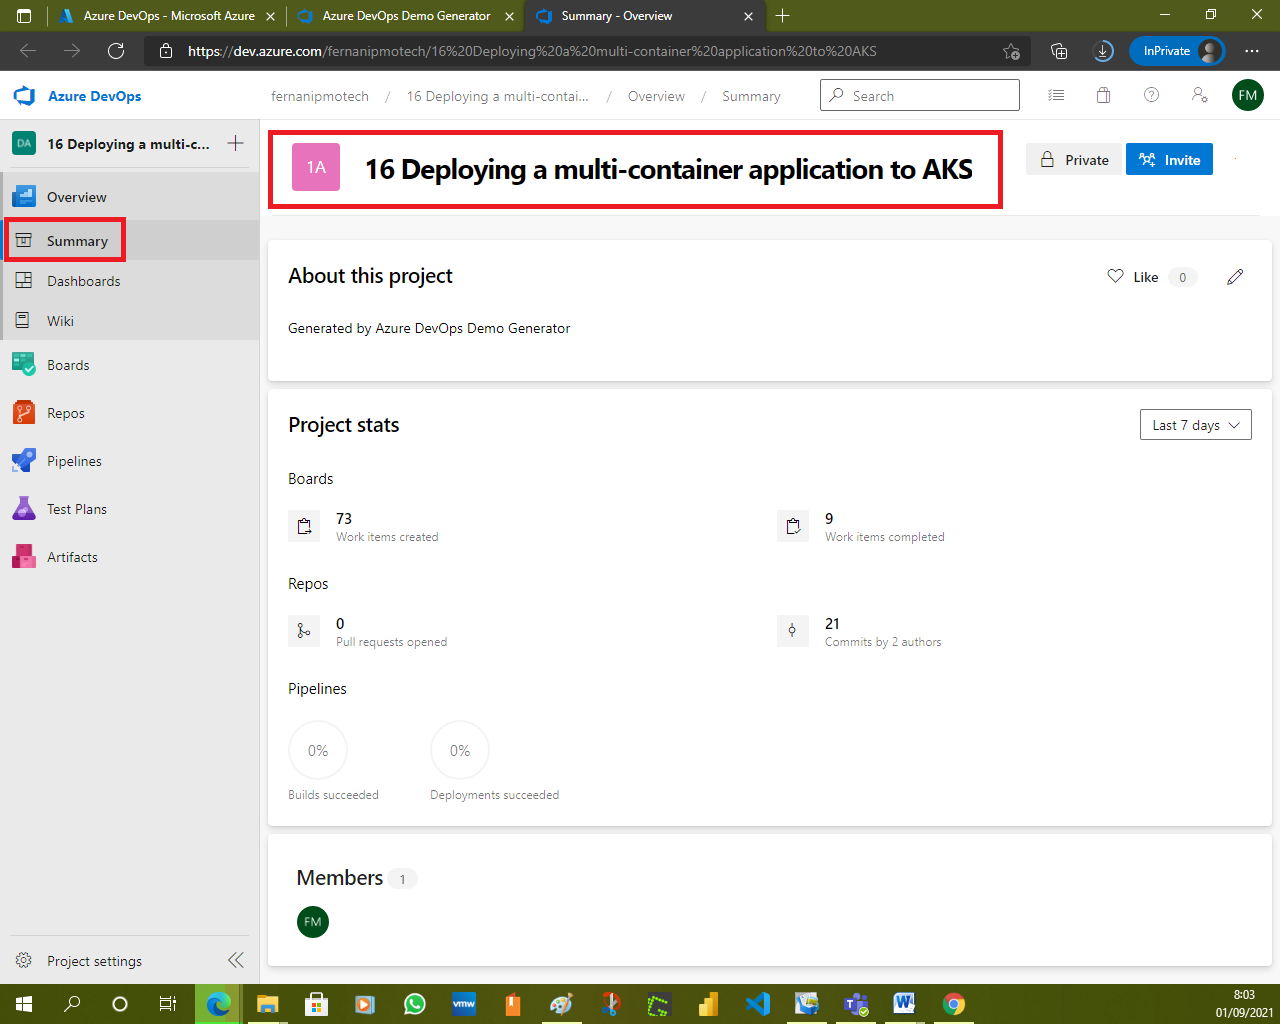 Azure DevOps - Microsoft Azure
Azure DevOps Demo Generator
Summary - Overview
https://dev.azure.com/fernanipmotech/16%20Deploying%20a%20multi-container%20application%20to%20AKS
InPrivate
Azure DevOps
fernanipmotech / 16 Deploying a multi-contai... / Overview / Summary
Search
FM
DA 16 Deploying a multi-c...
1A 16 Deploying a multi-container application to AKS
Private
Invite
Overview
Summary
Dashboards
Wiki
Boards
Repos
Pipelines
Test Plans
Artifacts
Project settings
About this project
Like 0
Generated by Azure DevOps Demo Generator
Project stats
Last 7 days
Boards
73
Work items created
9
Work items completed
Repos
0
Pull requests opened
21
Commits by 2 authors
Pipelines
0%
Builds succeeded
0%
Deployments succeeded
Members 1
FM
vmw
8:03
01/09/2021